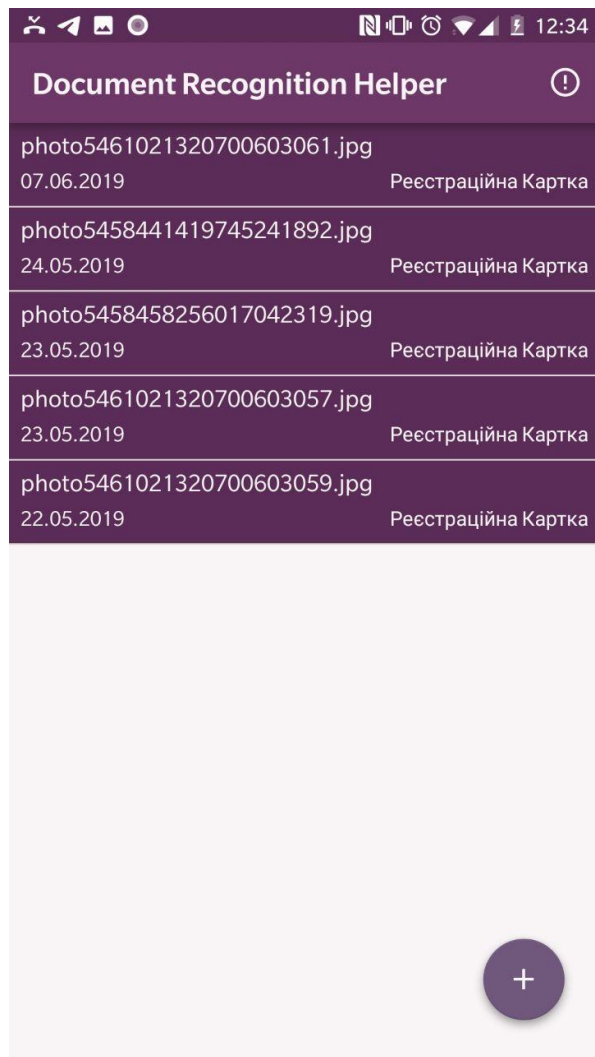 12:34
Document Recognition Helper
photo5461021320700603061.jpg
07.06.2019 Реєстраційна Картка
photo5458441419745241892.jpg
24.05.2019 Реєстраційна Картка
photo5458458256017042319.jpg
23.05.2019 Реєстраційна Картка
photo5461021320700603057.jpg
23.05.2019 Реєстраційна Картка
photo5461021320700603059.jpg
22.05.2019 Реєстраційна Картка